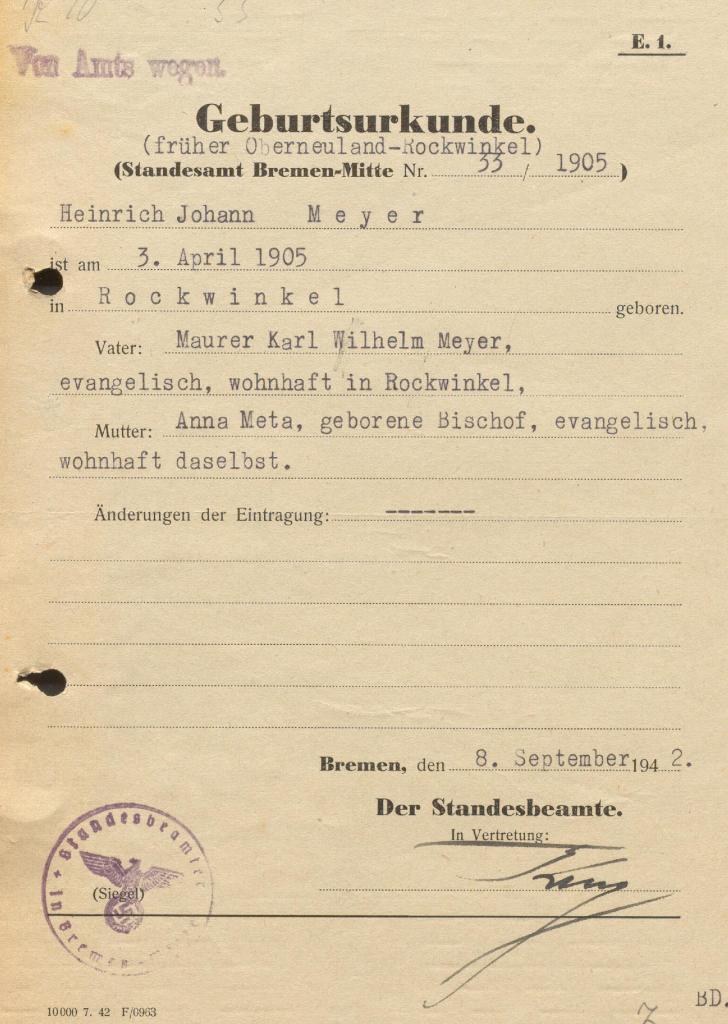 E. 1.
Von Amts wegen.
Geburtsurkunde.
(früher Oberneuland-Rockwinkel)
(Standesamt Bremen-Mitte Nr. 33 / 1905 )
Heinrich Johann Meyer
ist am 3. April 1905
in Rockwinkel geboren.
Vater: Maurer Karl Wilhelm Meyer,
evangelisch, wohnhaft in Rockwinkel,
Mutter: Anna Meta, geborene Bischof, evangelisch,
wohnhaft daselbst.
Änderungen der Eintragung: -------
Bremen, den 8. September 1942.
Der Standesbeamte.
In Vertretung:
Standesbeamte
in Bremen-
(Siegel)
10000 7. 42 F/0963
BD.